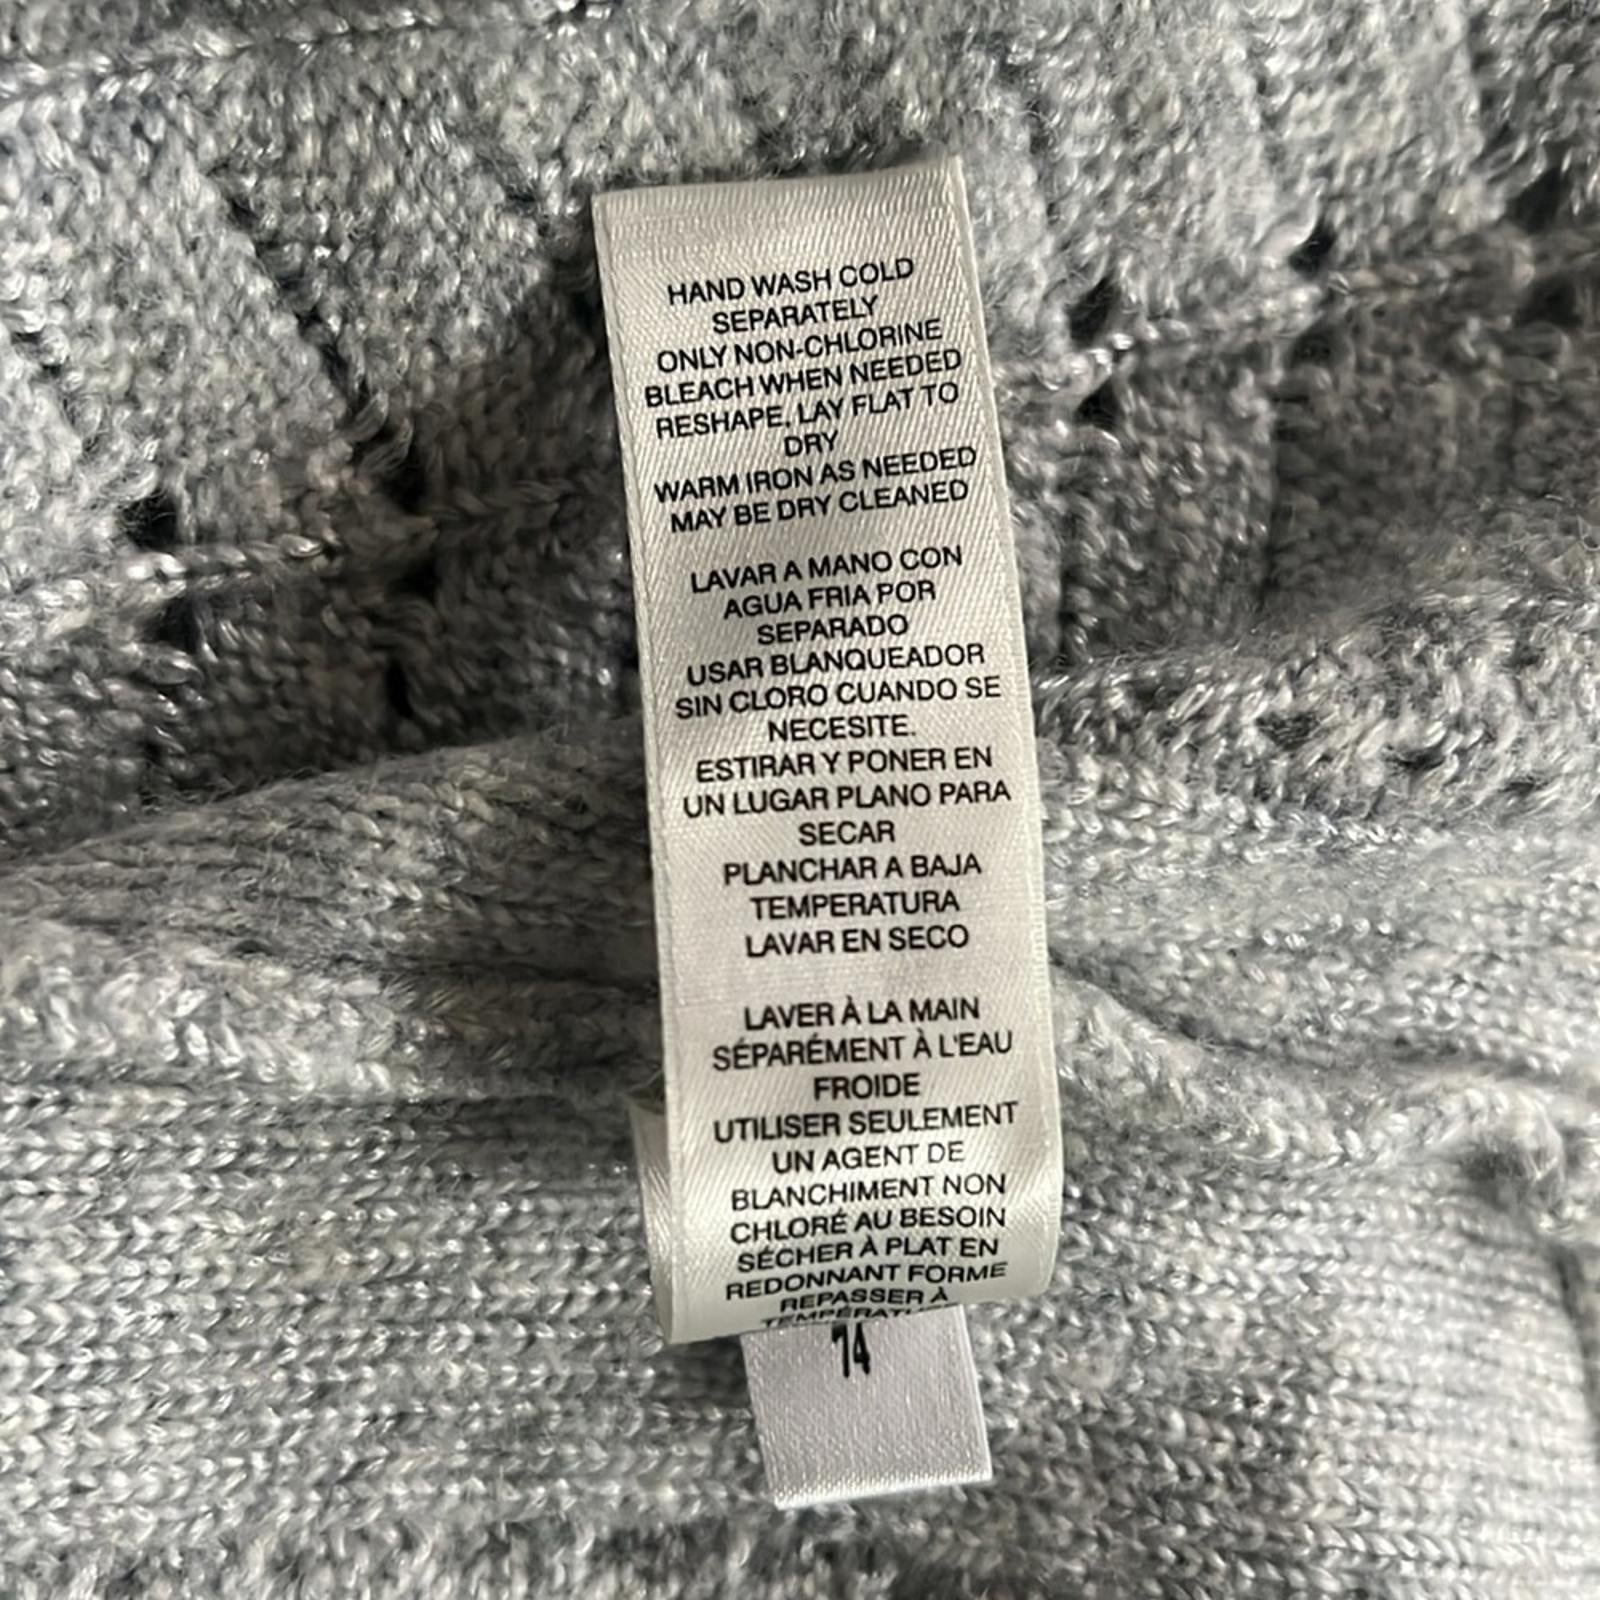 HAND WASH COLD
SEPARATELY
ONLY NON-CHLORINE
BLEACH WHEN NEEDED
RESHAPE, LAY FLAT TO
DRY
WARM IRON AS NEEDED
MAY BE DRY CLEANED
LAVAR A MANO CON
AGUA FRIA POR
SEPARADO
USAR BLANQUEADOR
SIN CLORO CUANDO SE
NECESITE.
ESTIRAR Y PONER EN
UN LUGAR PLANO PARA
SECAR
PLANCHAR A BAJA
TEMPERATURA
LAVAR EN SECO
LAVER À LA MAIN
SÉPARÉMENT À L'EAU
FROIDE
UTILISER SEULEMENT
UN AGENT DE
BLANCHIMENT NON
CHLORÉ AU BESOIN
SÉCHER À PLAT EN
REDONNANT FORME
REPASSER À
14